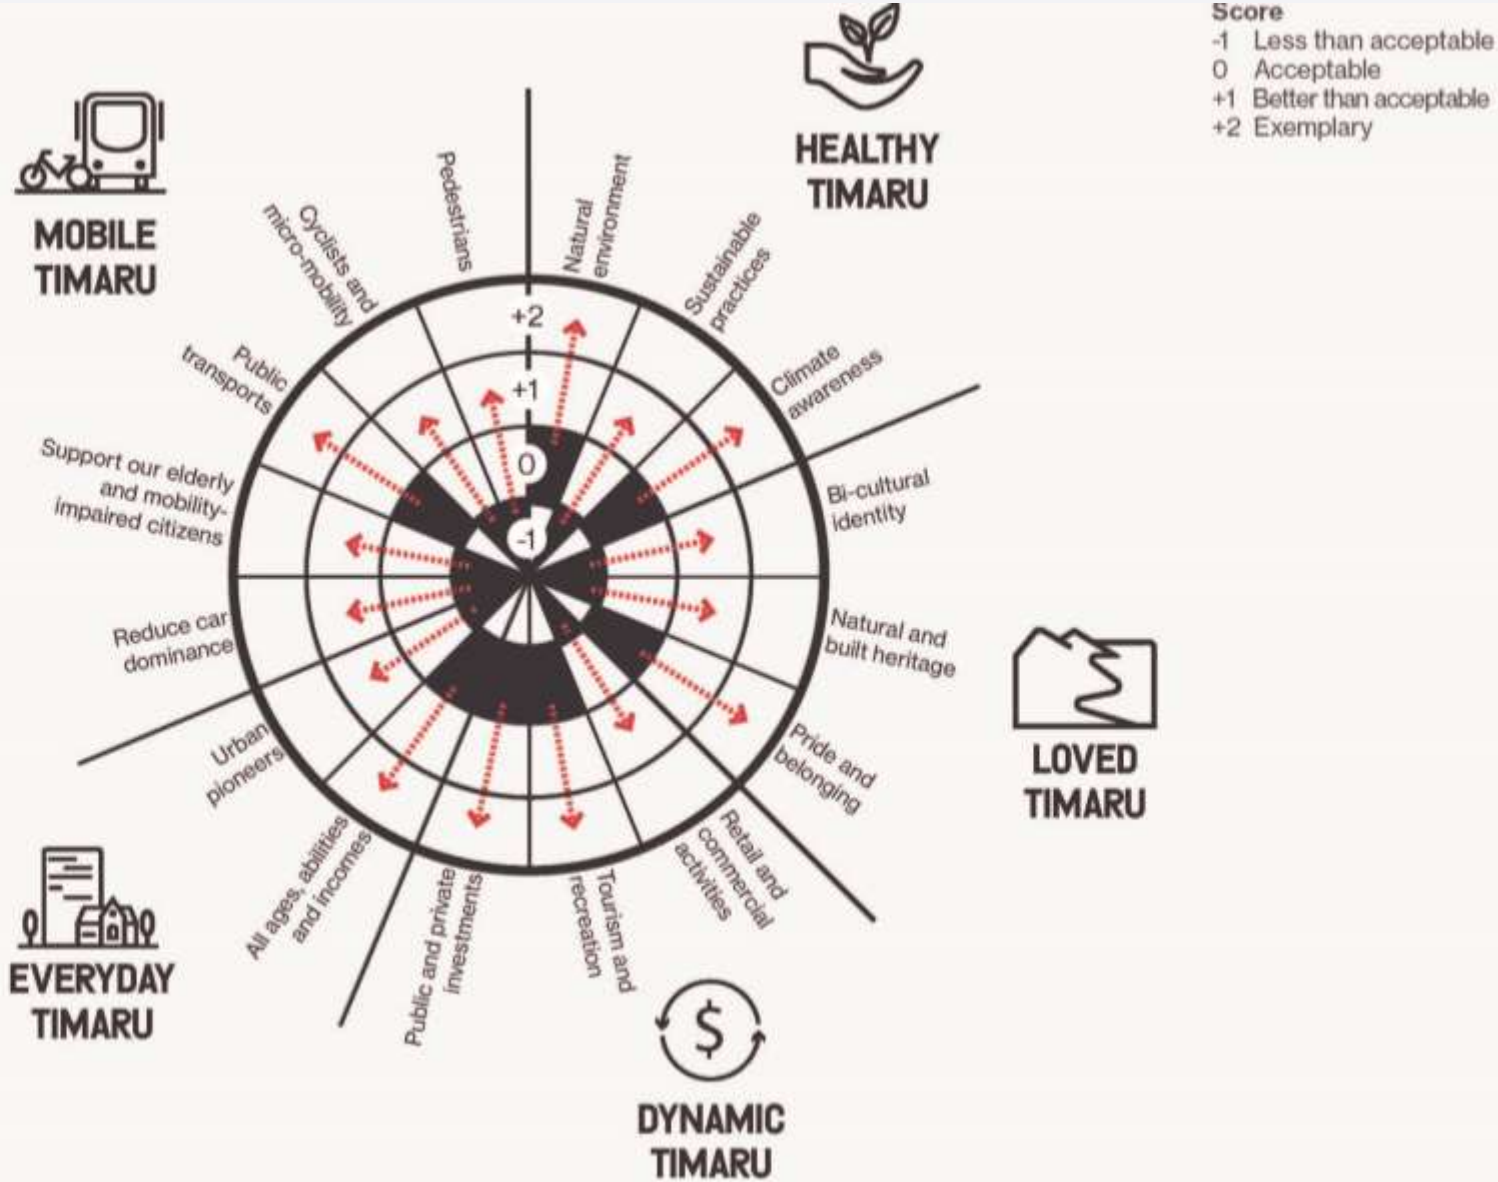 Score
-1 Less than acceptable
0 Acceptable
+1 Better than acceptable
+2 Exemplary
HEALTHY
TIMARU
MOBILE
TIMARU
Pedestrians
Cyclists and
micro-mobility
Public
transports
Support our elderly
and mobility-
impaired citizens
Reduce car
dominance
Natural
environment
Sustainable
practices
Climate
awareness
+2
+1
0
-1
Bi-cultural
identity
Natural and
built heritage
Pride and
belonging
LOVED
TIMARU
Urban
pioneers
All ages, abilities
and incomes
EVERYDAY
TIMARU
Public and private
investments
Tourism and
recreation
Retail and
commercial
activities
$
DYNAMIC
TIMARU